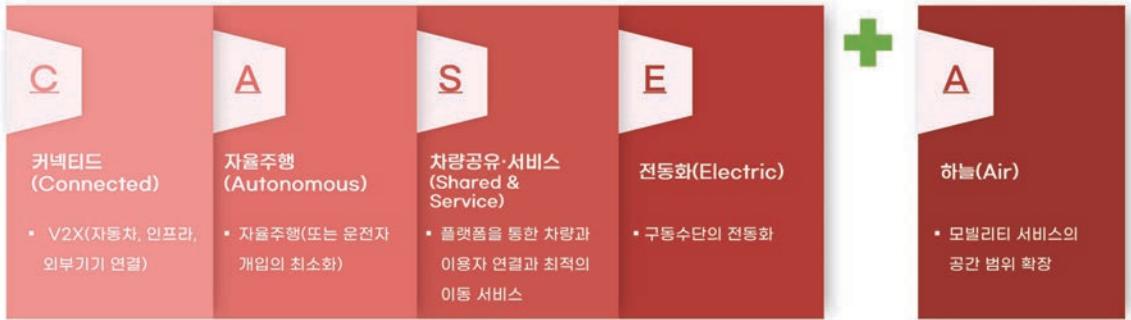 C
커넥티드
(Connected)
▪ V2X(자동차, 인프라,
외부기기 연결)
A
자율주행
(Autonomous)
▪ 자율주행(또는 운전자
개입의 최소화)
S
차량공유·서비스
(Shared &
Service)
▪ 플랫폼을 통한 차량과
이용자 연결과 최적의
이동 서비스
E
전동화(Electric)
▪ 구동수단의 전동화
A
하늘(Air)
▪ 모빌리티 서비스의
공간 범위 확장